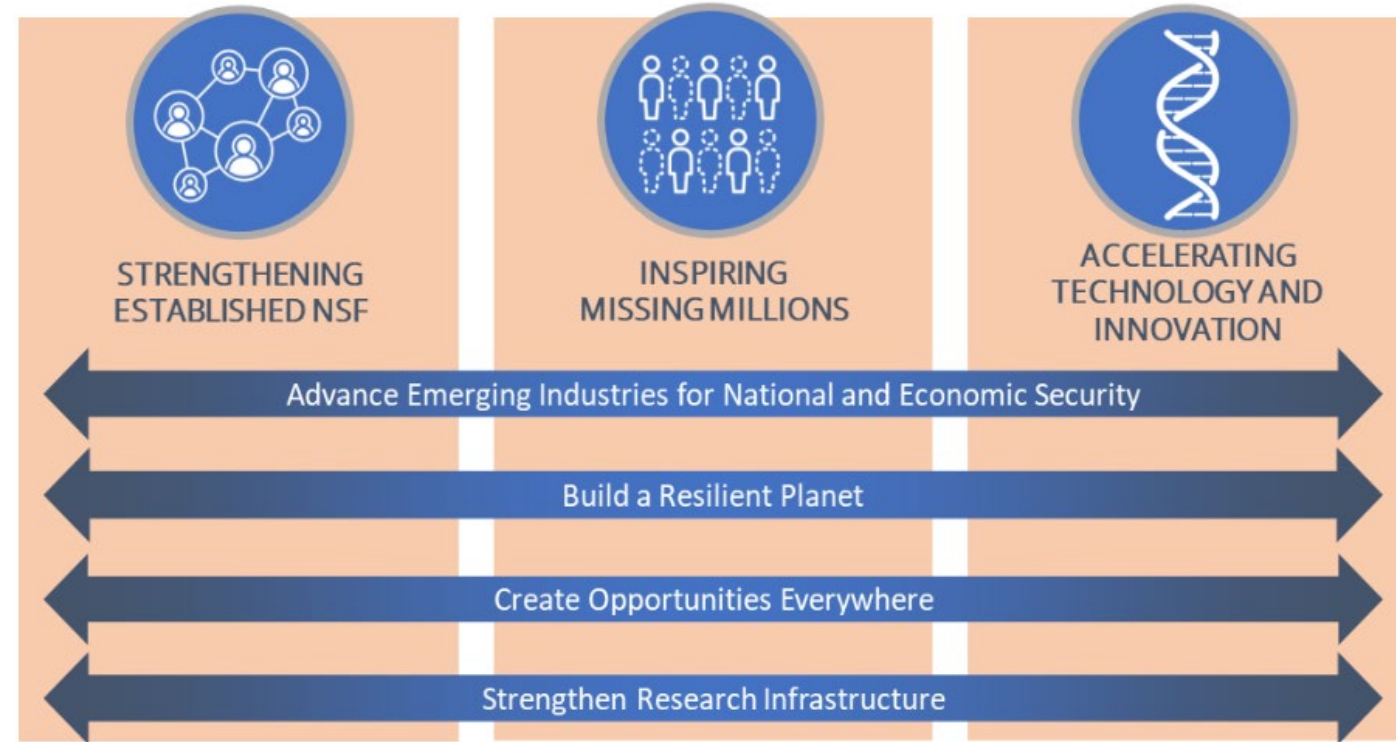 STRENGTHENING
ESTABLISHED NSF
INSPIRING
MISSING MILLIONS
ACCELERATING
TECHNOLOGY AND
INNOVATION
Advance Emerging Industries for National and Economic Security
Build a Resilient Planet
Create Opportunities Everywhere
Strengthen Research Infrastructure